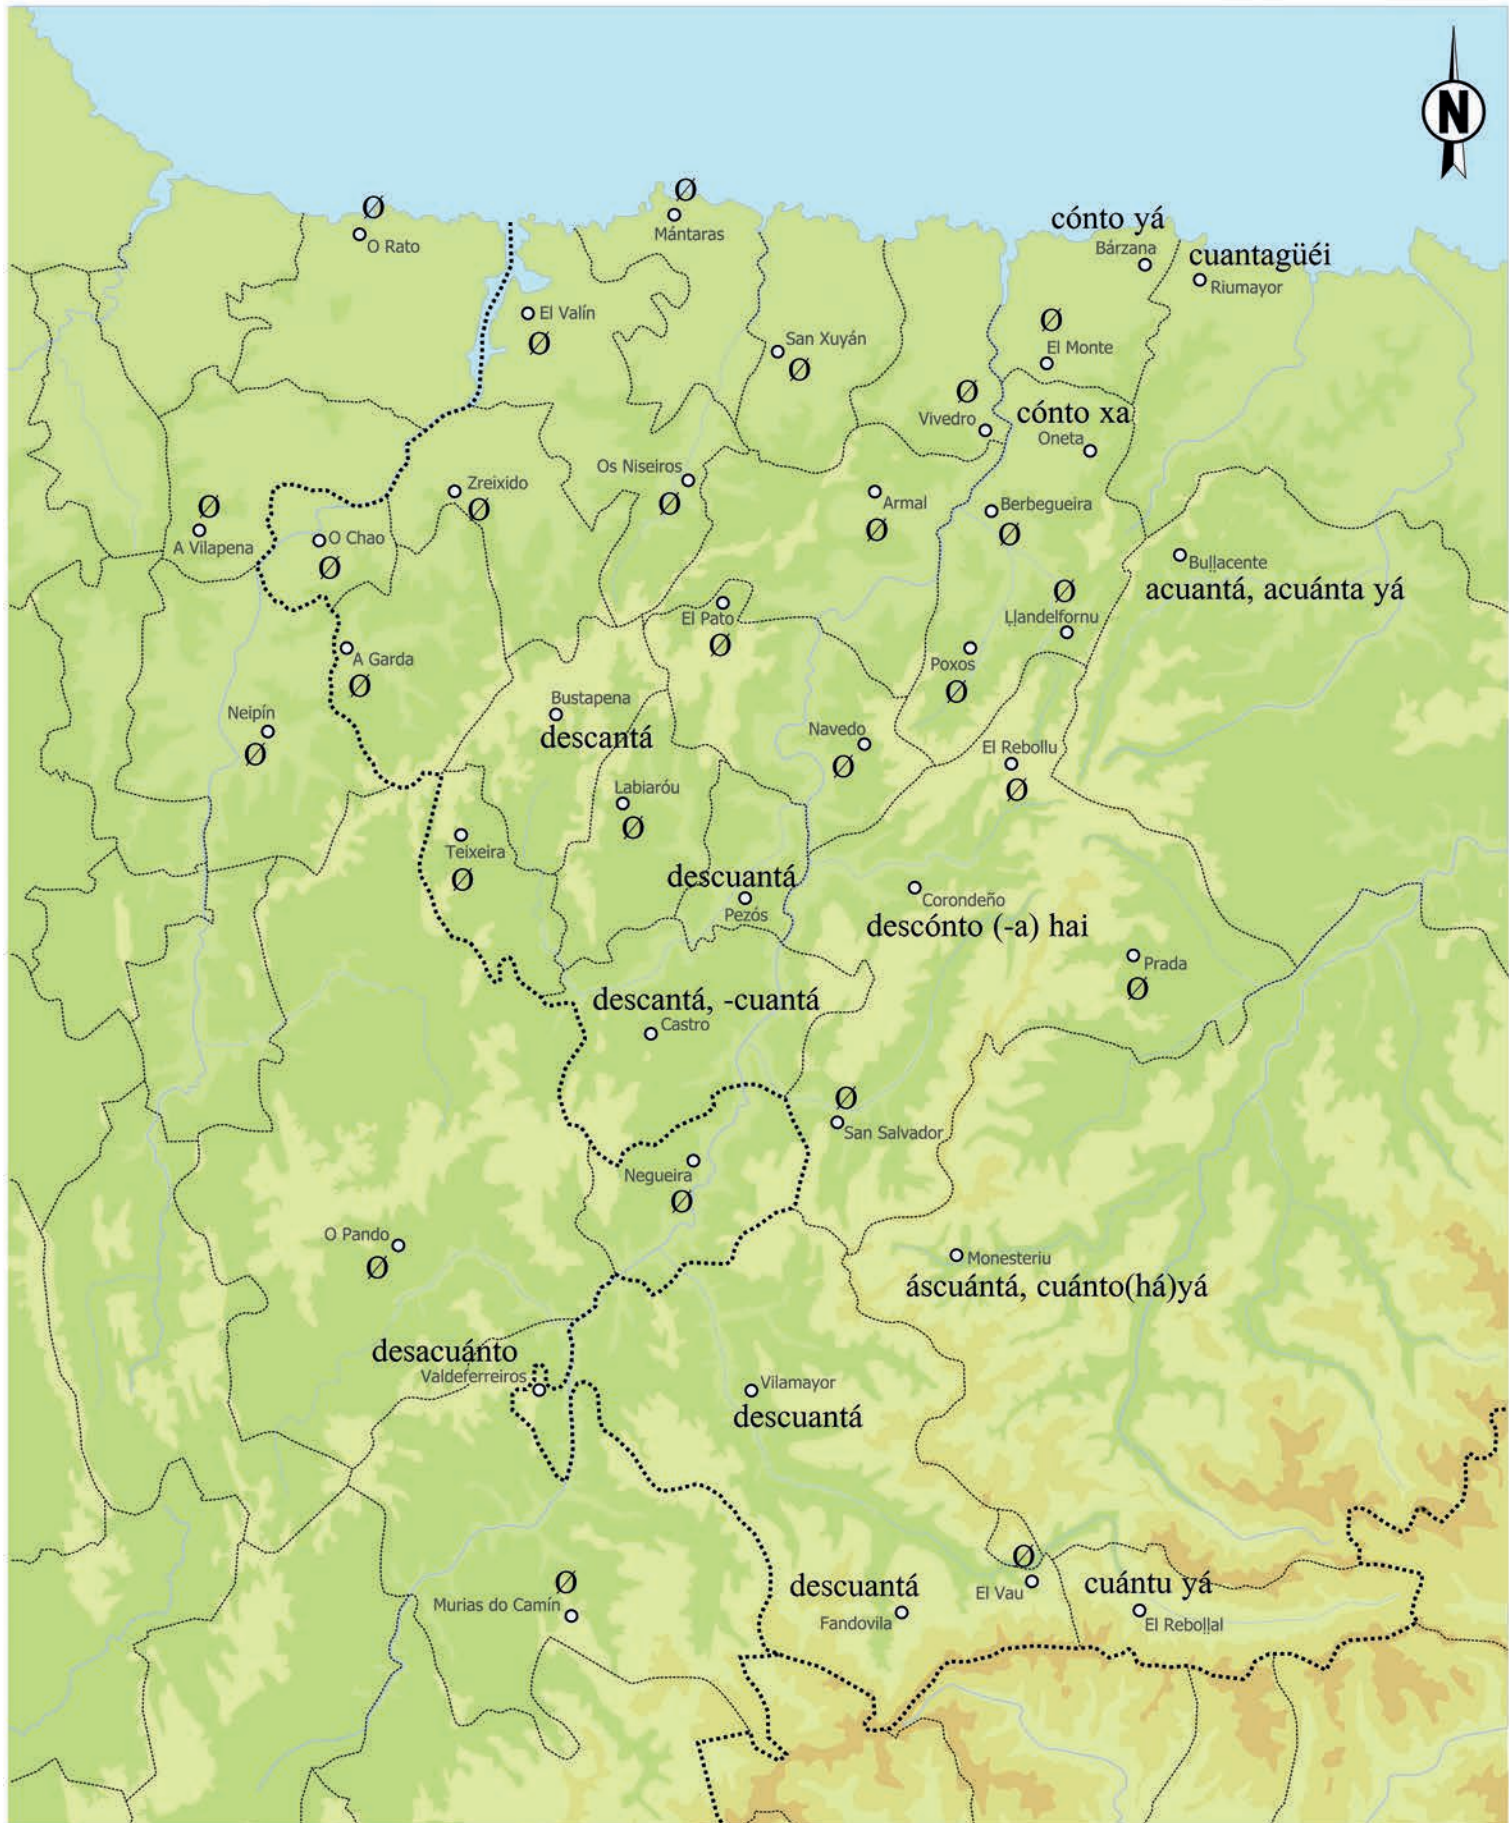 N
Ø
O Rato
Ø
Mántaras
cónto yá
Bárzana
cuantagüéi
Riumayor
El Valín
Ø
San Xuyán
Ø
Ø
El Monte
Ø
Vivedro
cónto xa
Oneta
Os Niseiros
Ø
Zreixido
Ø
Armal
Ø
Berbegueira
Ø
Ø
A Vilapena
O Chao
Ø
Buḷḷacente
acuantá, acuánta yá
Ø
Ḷḷandelfornu
El Pato
Ø
A Garda
Ø
Poxos
Ø
Bustapena
descantá
Neipín
Ø
Navedo
Ø
El Rebollu
Ø
Labiaróu
Ø
Teixeira
Ø
descuantá
Pezós
Corondeño
descónto (-a) hai
Prada
Ø
descantá, -cuantá
Castro
Ø
San Salvador
Negueira
Ø
O Pando
Ø
Monesteriu
áscuántá, cuánto(há)yá
desacuánto
Valdeferreiros
Vilamayor
descuantá
Ø
Murias do Camín
descuantá
Fandovila
Ø
El Vau
cuántu yá
El Reboḷḷal